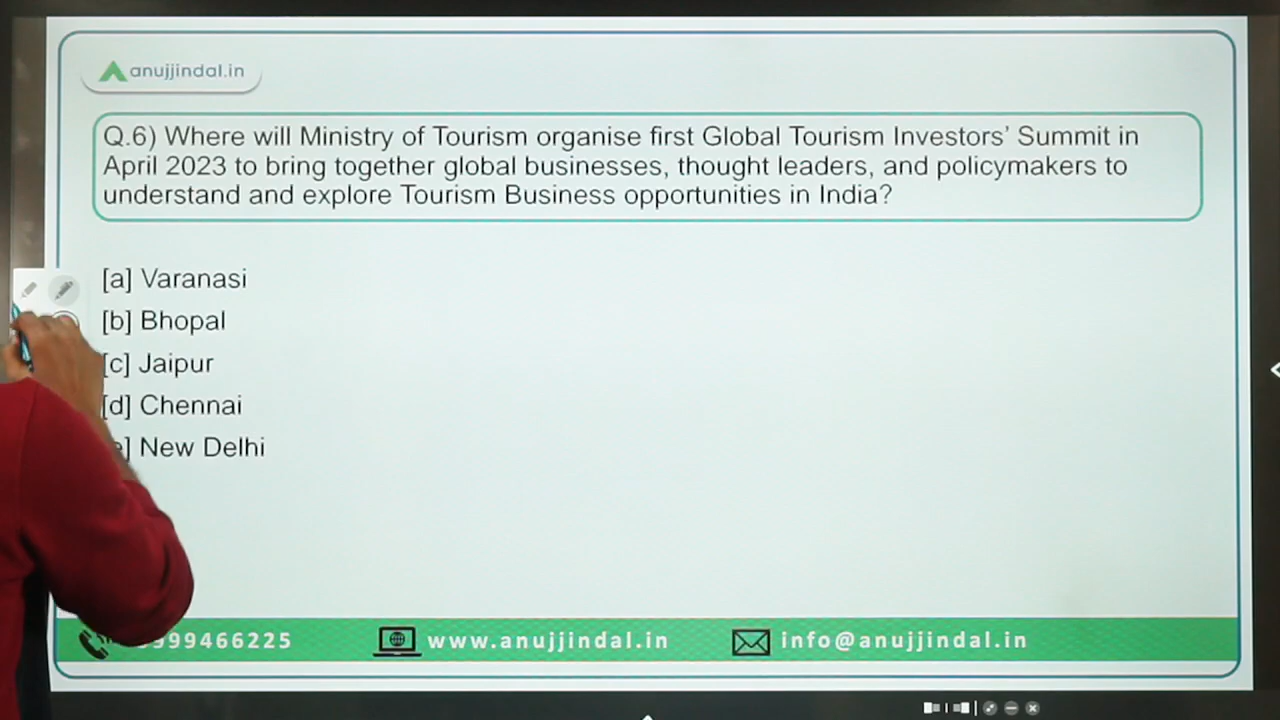 anujjindal.in
Q.6) Where will Ministry of Tourism organise first Global Tourism Investors' Summit in
April 2023 to bring together global businesses, thought leaders, and policymakers to
understand and explore Tourism Business opportunities in India?
[a] Varanasi
[b] Bhopal
[c] Jaipur
[d] Chennai
e] New Delhi
999466225 www.anujjindal.in info@anujjindal.in